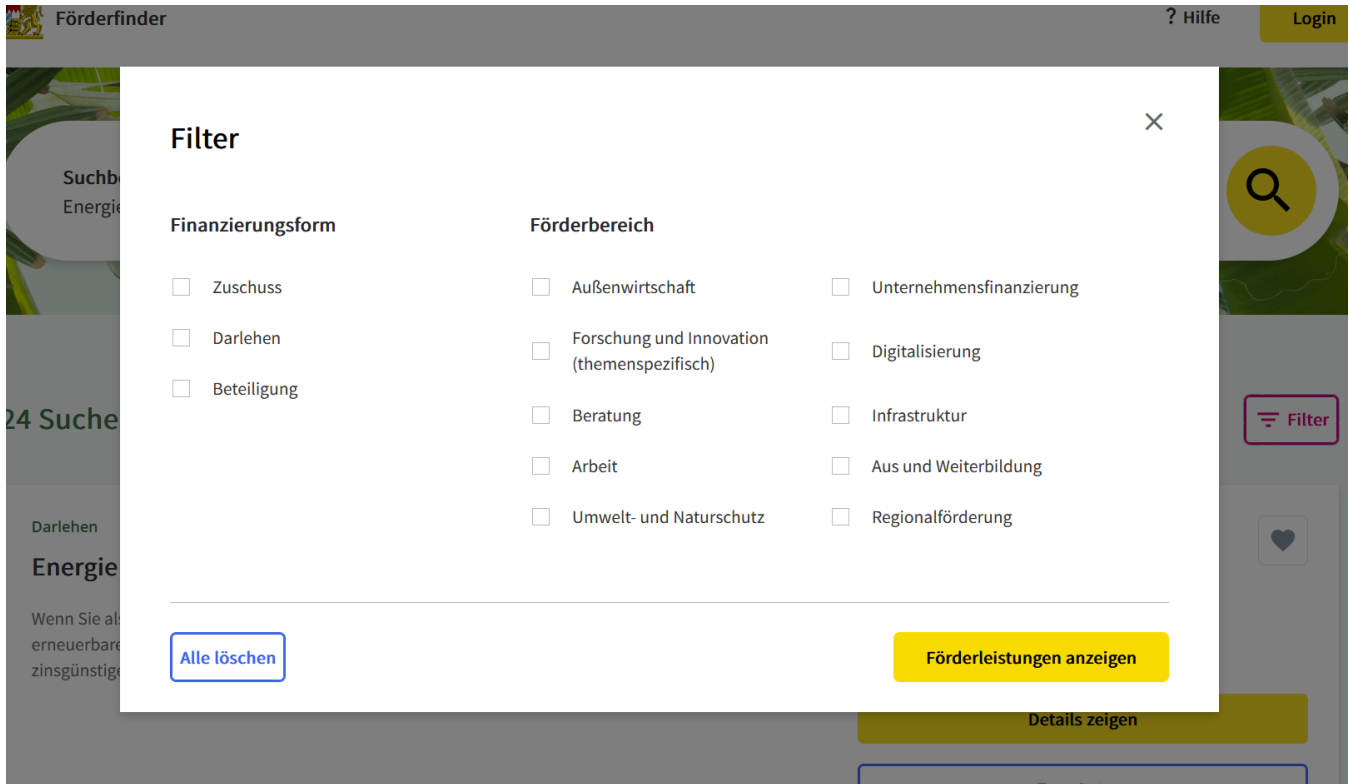 Förderfinder
? Hilfe
Login
Filter
Finanzierungsform
Zuschuss
Darlehen
Beteiligung
Förderbereich
Außenwirtschaft
Unternehmensfinanzierung
Forschung und Innovation
(themenspezifisch)
Digitalisierung
Beratung
Infrastruktur
Arbeit
Aus und Weiterbildung
Umwelt- und Naturschutz
Regionalförderung
Alle löschen
Förderleistungen anzeigen
Suchb
Energie
24 Suche
Filter
Darlehen
Energie
Wenn Sie al
erneuerbare
zinsgünstige
Details zeigen